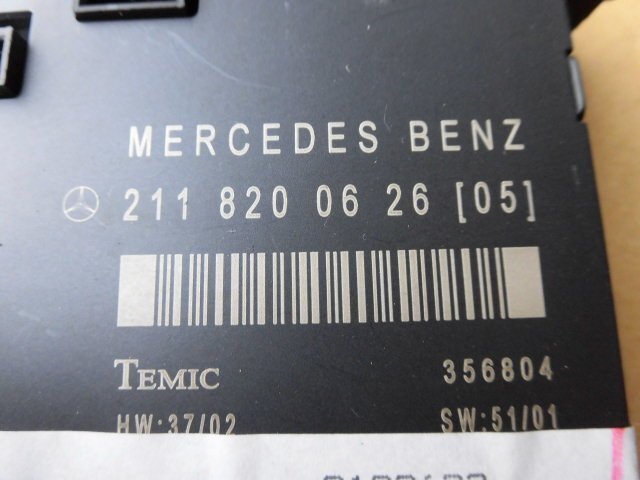 MERCEDES BENZ
211 820 06 26 [05]
TEMIC 356804
HW:37/02 SW:51/01